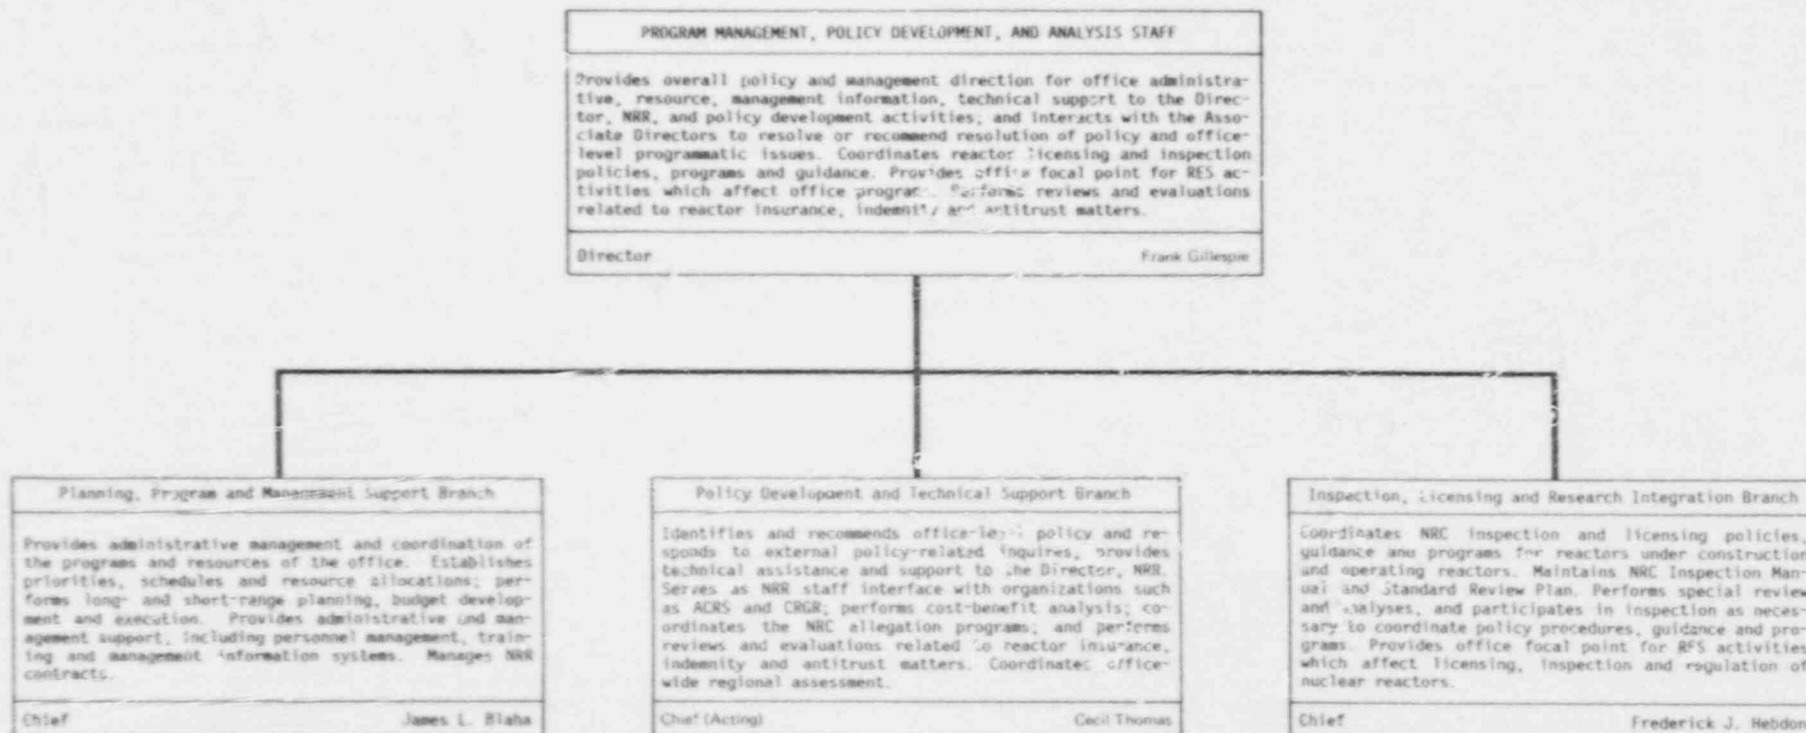 PROGRAM MANAGEMENT, POLICY DEVELOPMENT, AND ANALYSIS STAFF
Provides overall policy and management direction for office administra-
tive, resource, management information, technical support to the Direc-
tor, NRR, and policy development activities; and interacts with the Asso-
ciate Directors to resolve or recommend resolution of policy and office-
level programmatic issues. Coordinates reactor licensing and inspection
policies, programs and guidance. Provides office focal point for RES ac-
tivities which affect office programs. Performs reviews and evaluations
related to reactor insurance, indemnity and antitrust matters.
Director Frank Gillespie
Planning, Program and Management Support Branch
Provides administrative management and coordination of
the programs and resources of the office. Establishes
priorities, schedules and resource allocations; per-
forms long- and short-range planning, budget develop-
ment and execution. Provides administrative and man-
agement support, including personnel management, train-
ing and management information systems. Manages NRR
contracts.
Chief James L. Blaha
Policy Development and Technical Support Branch
Identifies and recommends office-level policy and re-
sponds to external policy-related inquires, provides
technical assistance and support to the Director, NRR.
Serves as NRR staff interface with organizations such
as ACRS and CRGR; performs cost-benefit analysis; co-
ordinates the NRC allegation programs; and performs
reviews and evaluations related to reactor insurance,
indemnity and antitrust matters. Coordinates office-
wide regional assessment.
Chief (Acting) Cecil Thomas
Inspection, Licensing and Research Integration Branch
Coordinates NRC inspection and licensing policies,
guidance and programs for reactors under construction
and operating reactors. Maintains NRC Inspection Man-
ual and Standard Review Plan. Performs special review
and analyses, and participates in inspection as neces-
sary to coordinate policy procedures, guidance and pro-
grams. Provides office focal point for RES activities
which affect licensing, inspection and regulation of
nuclear reactors.
Chief Frederick J. Hebdon